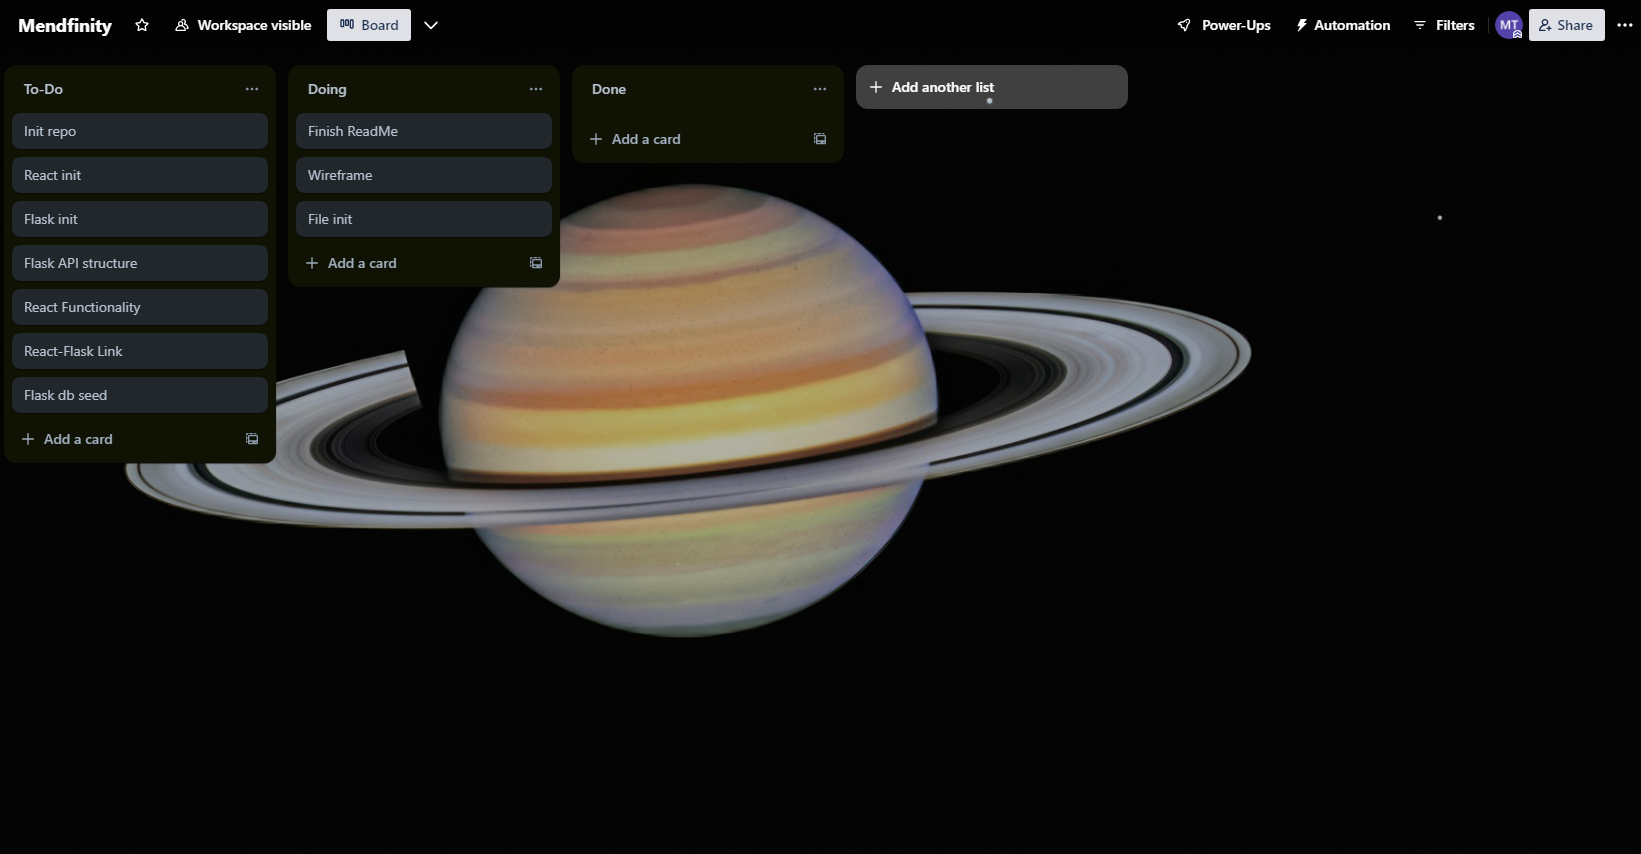 Mendfinity
Workspace visible
Board
Power-Ups
Automation
Filters
MT
Share
To-Do
Init repo
React init
Flask init
Flask API structure
React Functionality
React-Flask Link
Flask db seed
Add a card
Doing
Finish ReadMe
Wireframe
File init
Add a card
Done
Add a card
Add another list